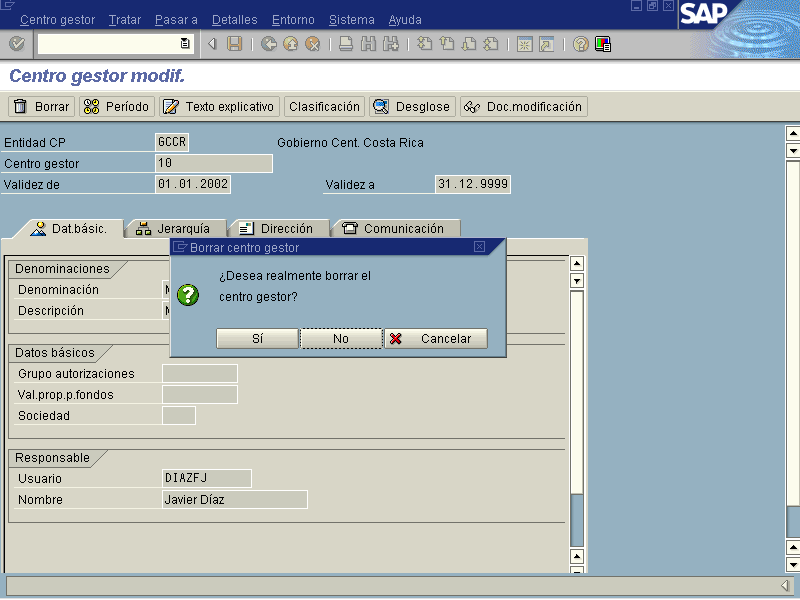 Centro gestor Tratar Pasar a Detalles Entorno Sistema Ayuda
SAP
Centro gestor modif.
Borrar Período Texto explicativo Clasificación Desglose Doc.modificación
Entidad CP GCCR Gobierno Cent. Costa Rica
Centro gestor 10
Validez de 01.01.2002 Validez a 31.12.9999
Dat.básic. Jerarquía Dirección Comunicación
Borrar centro gestor
¿Desea realmente borrar el
centro gestor?
Sí No Cancelar
Denominaciones
Denominación
Descripción
Datos básicos
Grupo autorizaciones
Val.prop.p.fondos
Sociedad
Responsable
Usuario DIAZFJ
Nombre Javier Díaz